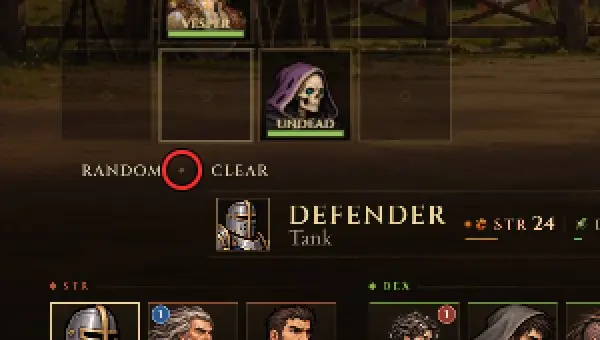 VESPER
UNDEAD
RANDOM CLEAR
DEFENDER
Tank
STR 24
STR
DEX
1
1